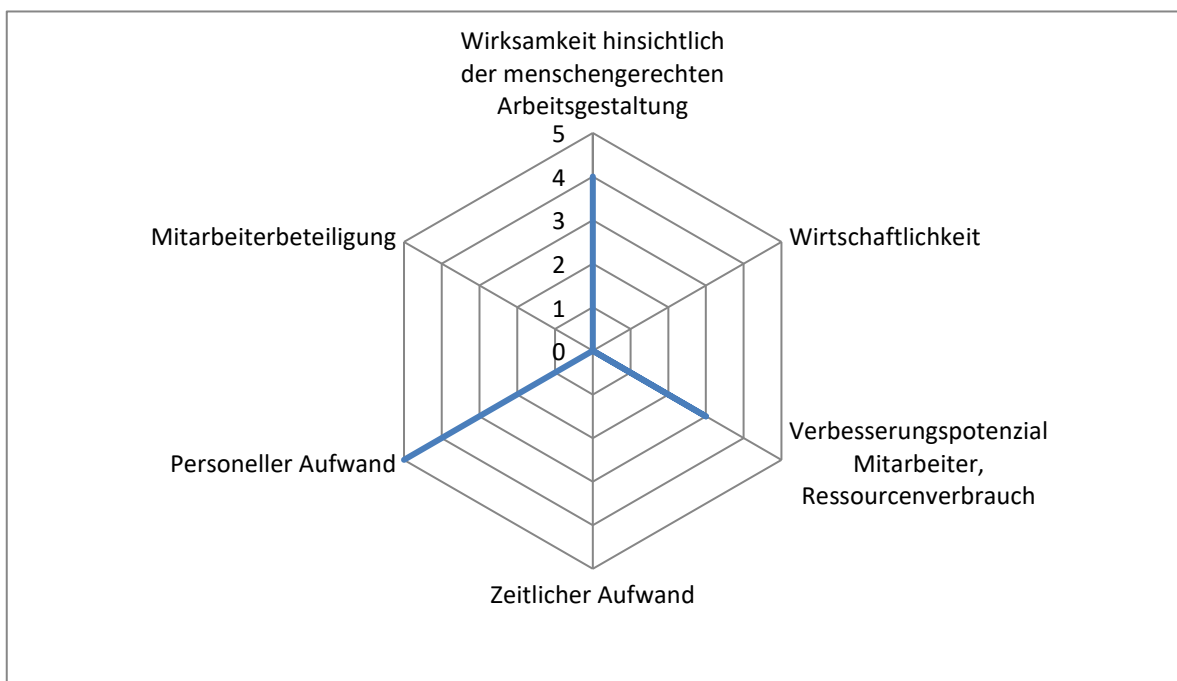 Wirksamkeit hinsichtlich
der menschengerechten
Arbeitsgestaltung
5
4
3
2
1
0
Mitarbeiterbeteiligung
Wirtschaftlichkeit
Personeller Aufwand
Verbesserungspotenzial
Mitarbeiter,
Ressourcenverbrauch
Zeitlicher Aufwand